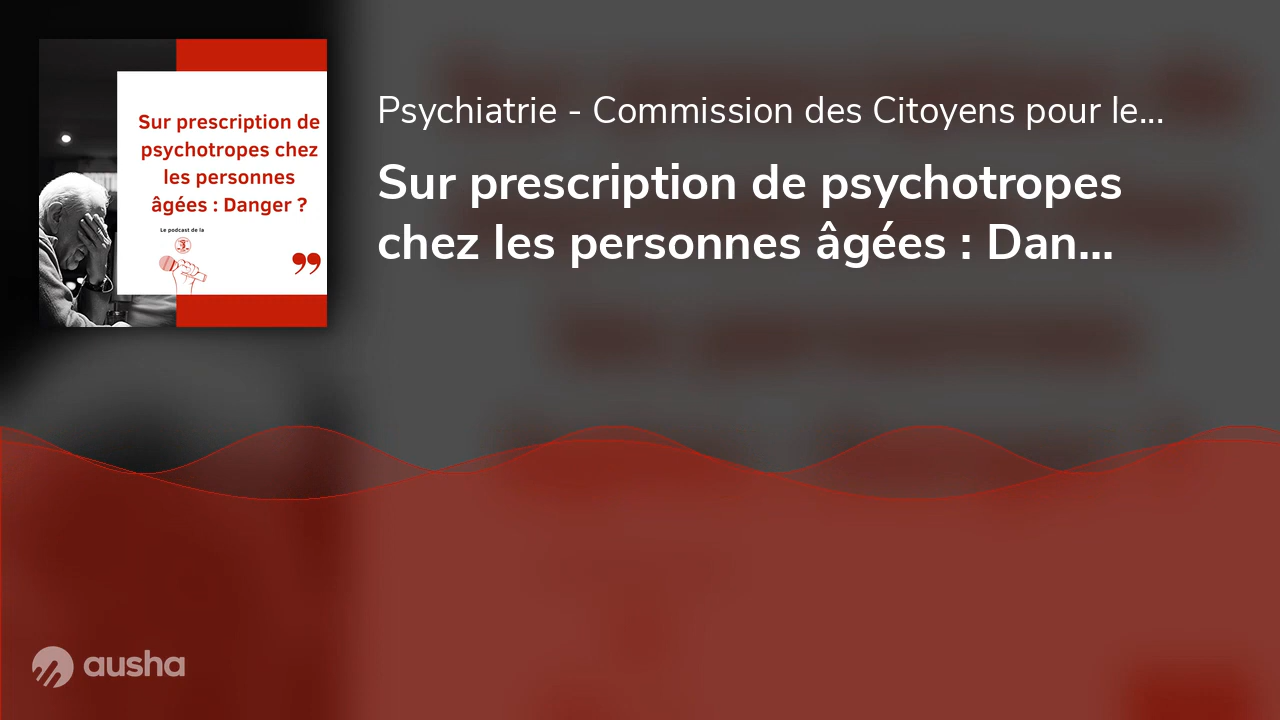 Sur prescription de
psychotropes chez
les personnes
âgées : Danger ?
Le podcast de la
Psychiatrie - Commission des Citoyens pour le...
Sur prescription de psychotropes
chez les personnes âgées : Dan...
ausha